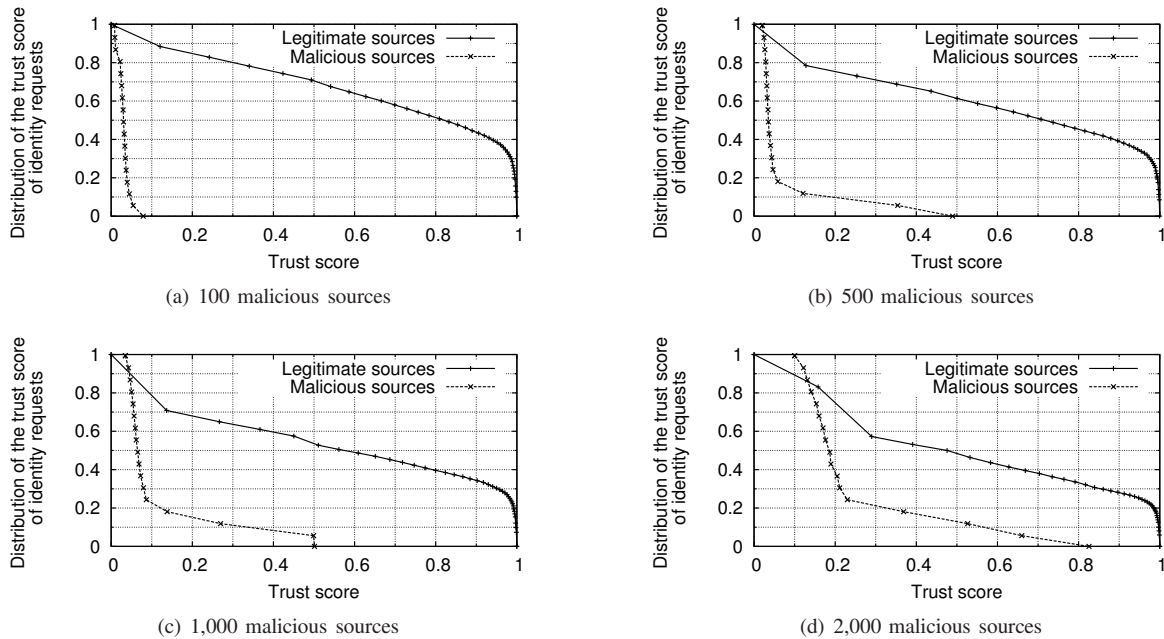 Distribution of the trust score
of identity requests
1
0.8
0.6
0.4
0.2
0
Legitimate sources
Malicious sources
0 0.2 0.4 0.6 0.8 1
Trust score
(a) 100 malicious sources
Distribution of the trust score
of identity requests
1
0.8
0.6
0.4
0.2
0
Legitimate sources
Malicious sources
0 0.2 0.4 0.6 0.8 1
Trust score
(b) 500 malicious sources
Distribution of the trust score
of identity requests
1
0.8
0.6
0.4
0.2
0
Legitimate sources
Malicious sources
0 0.2 0.4 0.6 0.8 1
Trust score
(c) 1,000 malicious sources
Distribution of the trust score
of identity requests
1
0.8
0.6
0.4
0.2
0
Legitimate sources
Malicious sources
0 0.2 0.4 0.6 0.8 1
Trust score
(d) 2,000 malicious sources